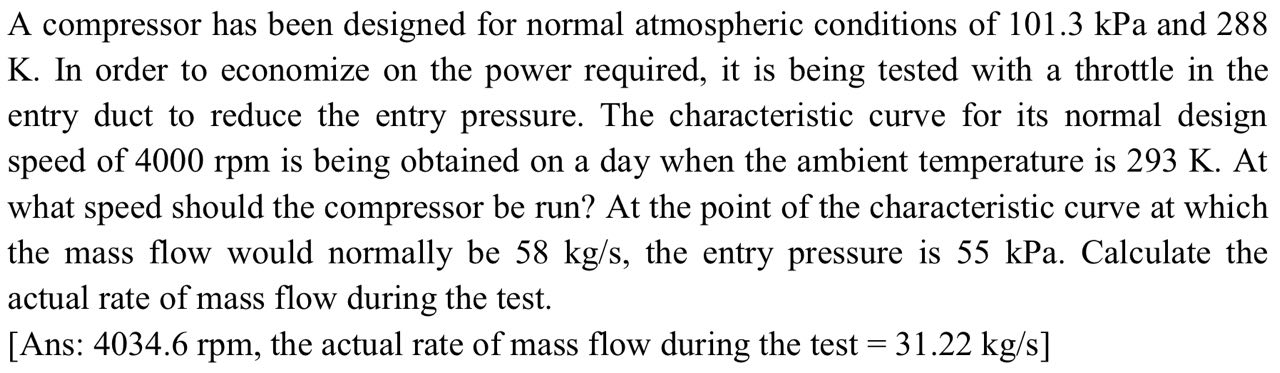 A compressor has been designed for normal atmospheric conditions of 101.3 kPa and 288
K. In order to economize on the power required, it is being tested with a throttle in the
entry duct to reduce the entry pressure. The characteristic curve for its normal design
speed of 4000 rpm is being obtained on a day when the ambient temperature is 293 K. At
what speed should the compressor be run? At the point of the characteristic curve at which
the mass flow would normally be 58 kg/s, the entry pressure is 55 kPa. Calculate the
actual rate of mass flow during the test.
[Ans: 4034.6 rpm, the actual rate of mass flow during the test = 31.22 kg/s]